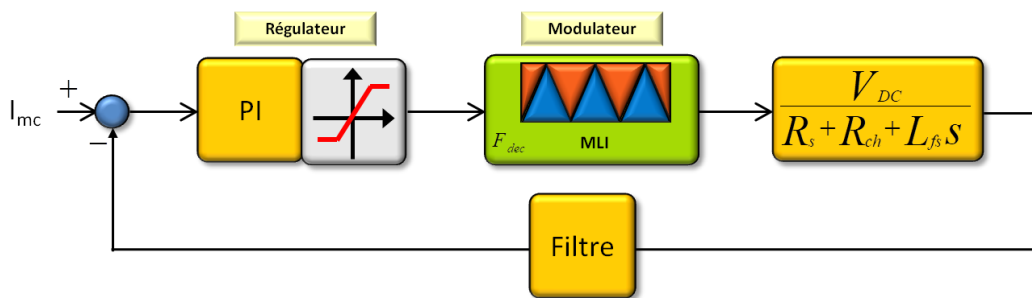 Régulateur
Modulateur
I_mc
+
−
PI
F_dec
MLI
V_DC
R_s + R_ch + L_fs s
Filtre